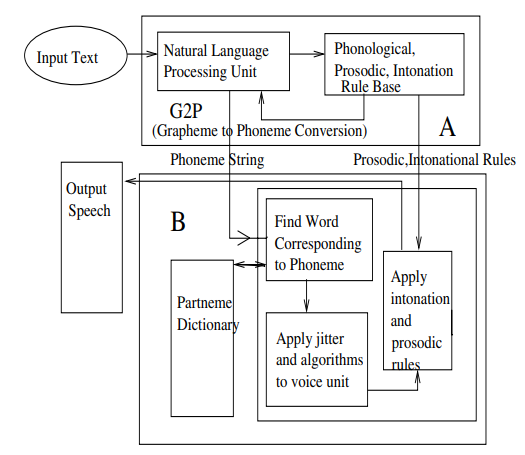 Input Text
Natural Language
Processing Unit
Phonological,
Prosodic, Intonation
Rule Base
G2P
(Grapheme to Phoneme Conversion)
A
Phoneme String
Prosodic,Intonational Rules
Output
Speech
B
Find Word
Corresponding
to Phoneme
Partneme
Dictionary
Apply jitter
and algorithms
to voice unit
Apply
intonation
and
prosodic
rules